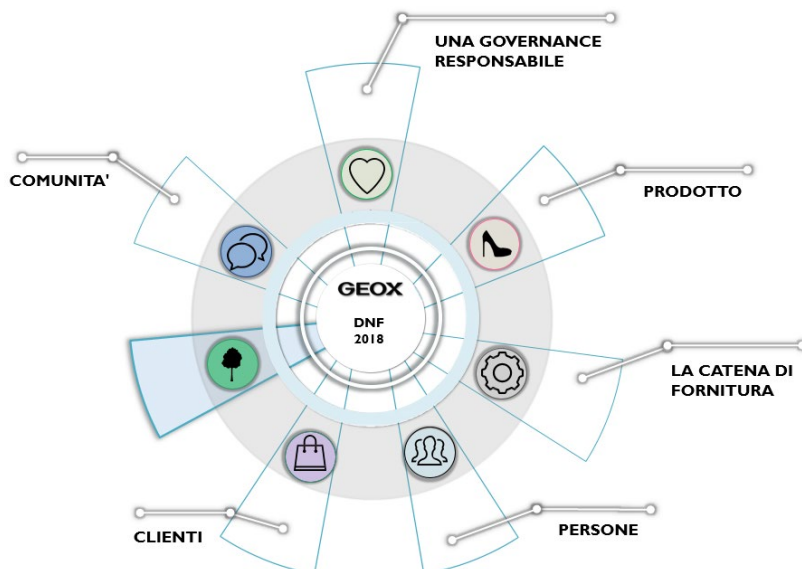 UNA GOVERNANCE
RESPONSABILE
COMUNITA'
PRODOTTO
GEOX
DNF
2018
LA CATENA DI
FORNITURA
CLIENTI
PERSONE